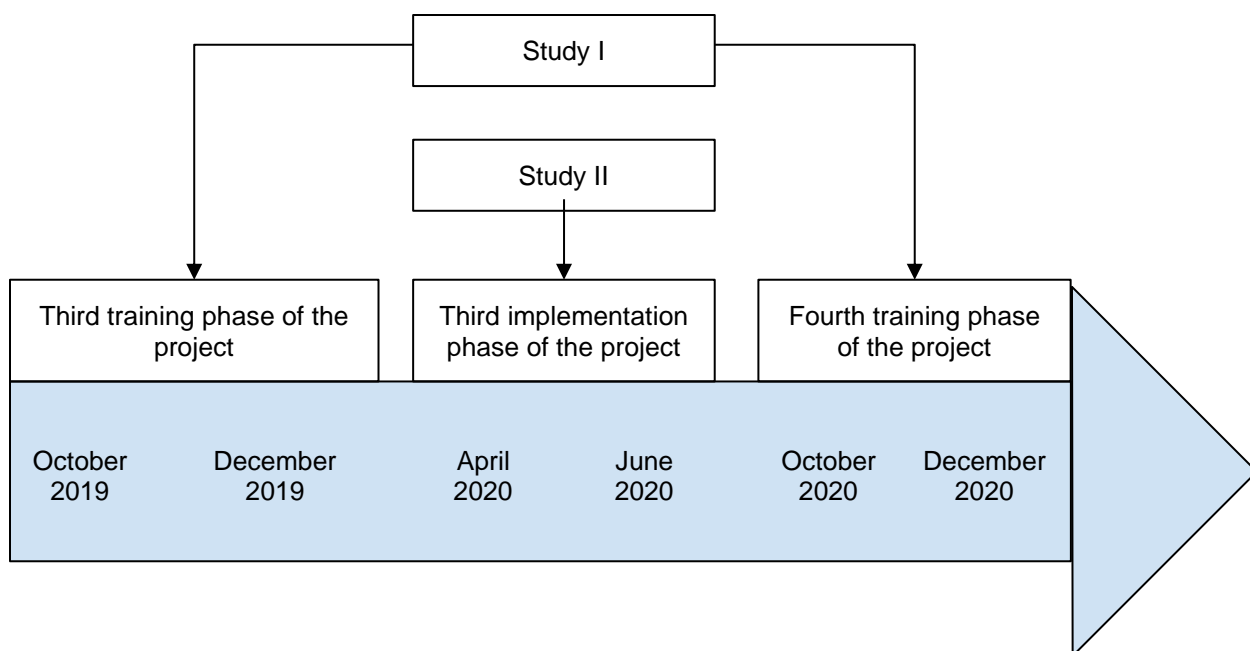 Study I
Study II
Third training phase of the
project
Third implementation
phase of the project
Fourth training phase
of the project
October
2019
December
2019
April
2020
June
2020
October
2020
December
2020